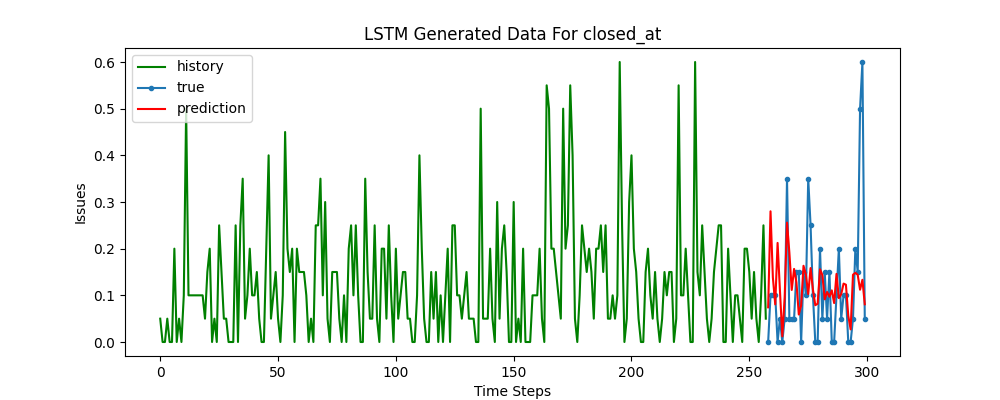 LSTM Generated Data For closed_at
history
true
prediction
Issues
0.6
0.5
0.4
0.3
0.2
0.1
0.0
0 50 100 150 200 250 300
Time Steps